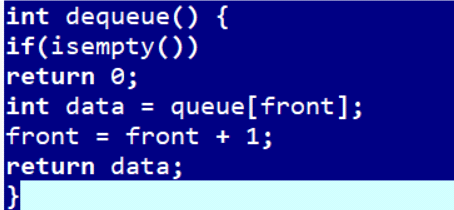 int dequeue() {
if(isempty())
return 0;
int data = queue[front];
front = front + 1;
return data;
}